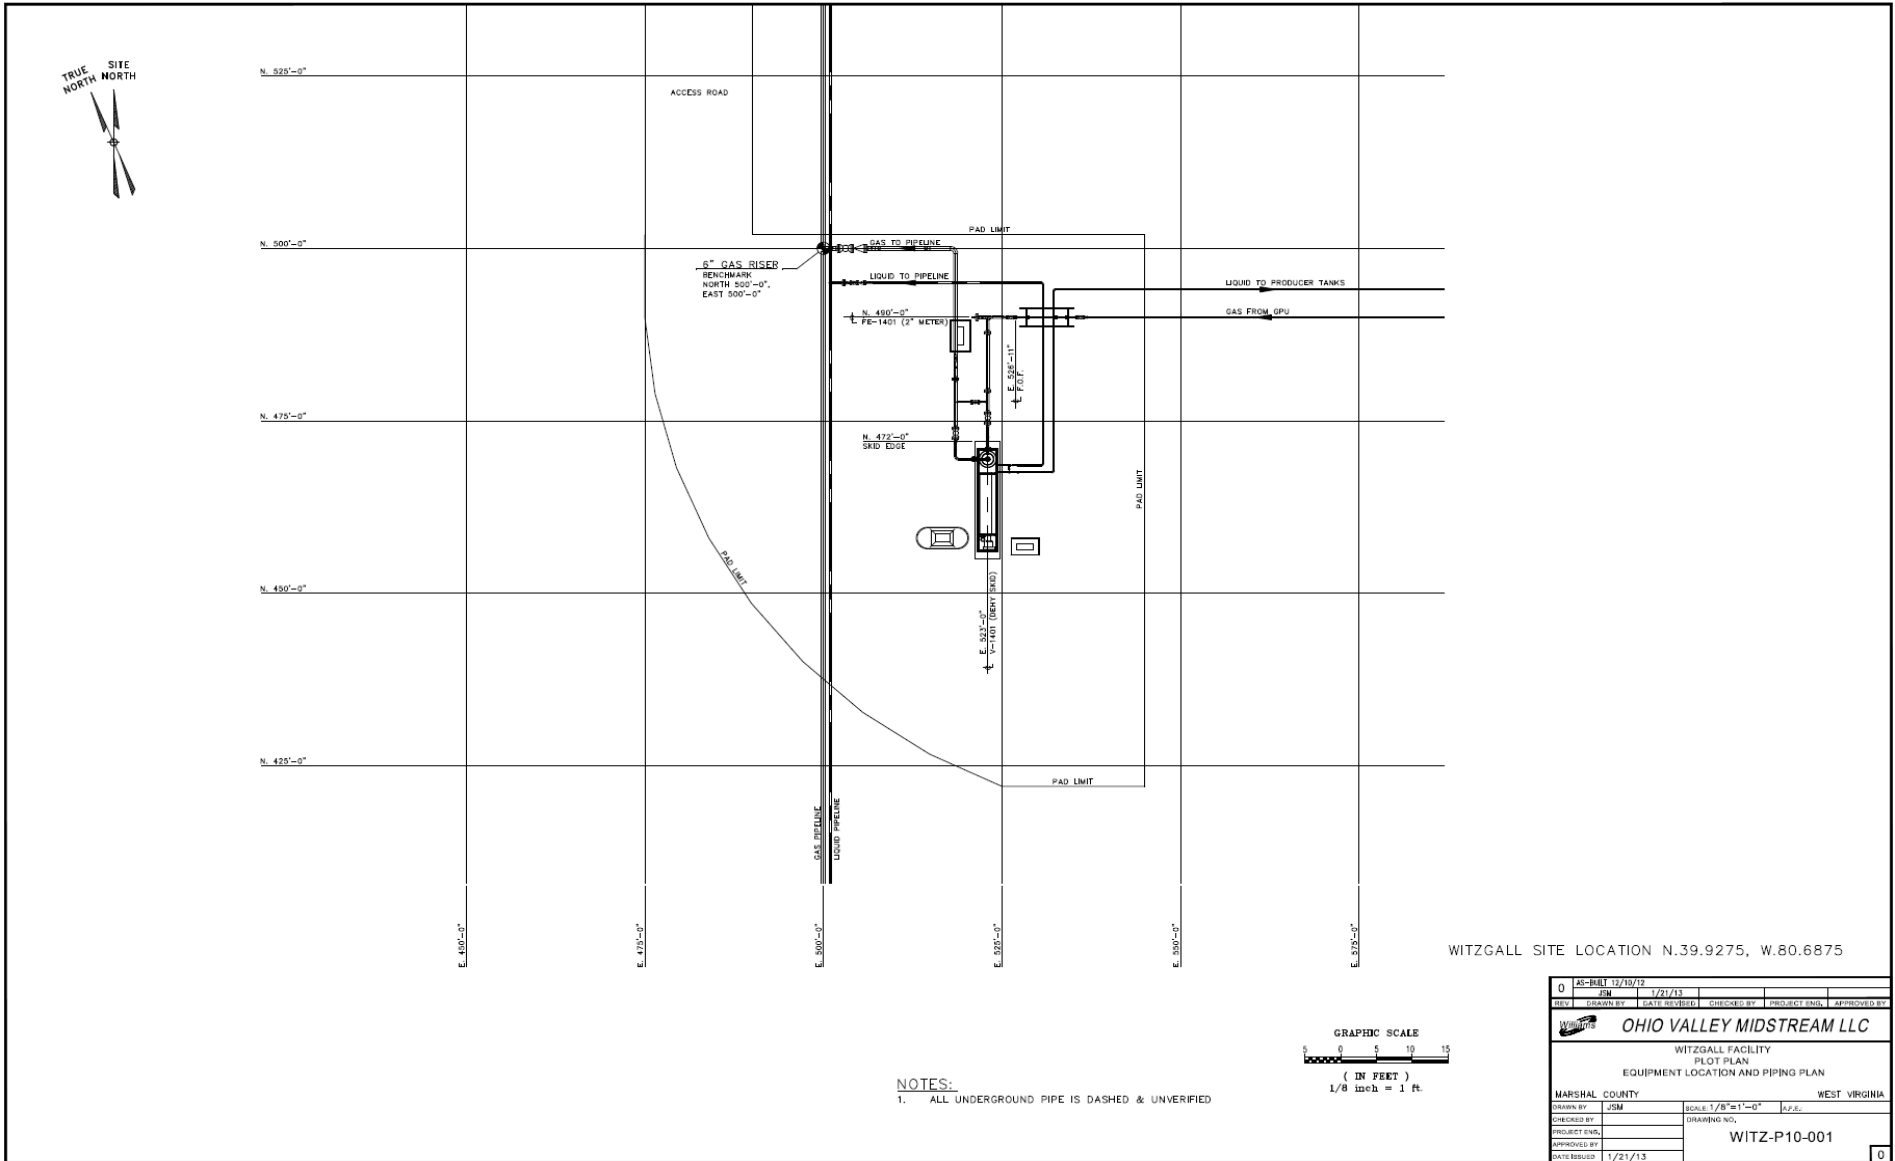 TRUE NORTH
SITE NORTH
N. 525'-0"
ACCESS ROAD
N. 500'-0"
PAD LIMIT
GAS TO PIPELINE
6" GAS RISER
BENCHMARK
NORTH 500'-0",
EAST 500'-0"
LIQUID TO PIPELINE
LIQUID TO PRODUCER TANKS
N. 490'-0"
FE-1401 (2" METER)
GAS FROM GPU
E. 526'-11"
F.O.F.
N. 475'-0"
N. 472'-0"
SKID EDGE
PAD LIMIT
PAD LIMIT
N. 450'-0"
E. 523'-0"
V-1401 (DEHY SKID)
N. 425'-0"
PAD LIMIT
GAS PIPELINE
LIQUID PIPELINE
E. 450'-0"
E. 475'-0"
E. 500'-0"
E. 525'-0"
E. 550'-0"
E. 575'-0"
WITZGALL SITE LOCATION N.39.9275, W.80.6875
GRAPHIC SCALE
5 0 5 10 15
( IN FEET )
1/8 inch = 1 ft.
NOTES:
1. ALL UNDERGROUND PIPE IS DASHED & UNVERIFIED
0 AS-BUILT 12/10/12
JSM 1/21/13
REV DRAWN BY DATE REVISED CHECKED BY PROJECT ENG. APPROVED BY
Williams OHIO VALLEY MIDSTREAM LLC
WITZGALL FACILITY
PLOT PLAN
EQUIPMENT LOCATION AND PIPING PLAN
MARSHAL COUNTY WEST VIRGINIA
DRAWN BY JSM SCALE: 1/8"=1'-0" A.F.E.:
CHECKED BY DRAWING NO.
PROJECT ENG. WITZ-P10-001
APPROVED BY
DATE ISSUED 1/21/13 0